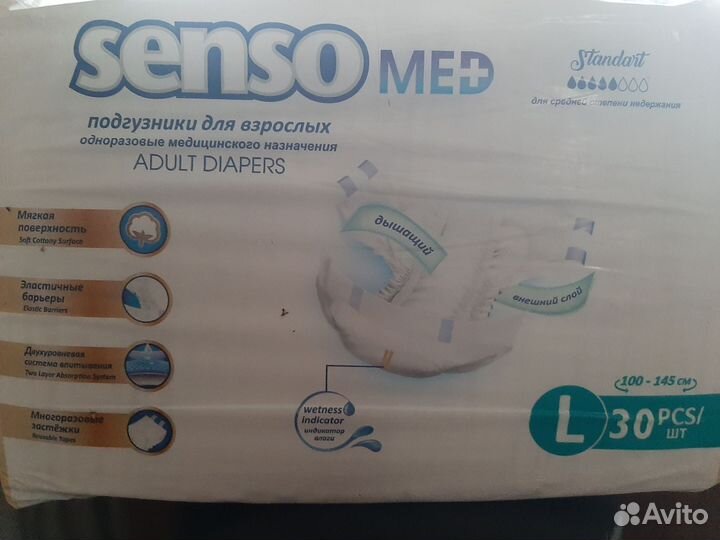 senso MED
Standart
для средней степени недержания
подгузники для взрослых
одноразовые медицинского назначения
ADULT DIAPERS
Мягкая
поверхность
Soft Cottony Surface
Эластичные
барьеры
Elastic Barriers
Двухуровневая
система впитывания
Two Layer Absorption System
Многоразовые
застёжки
Reusable Tapes
дышащий
внешний слой
wetness
indicator
индикатор
влаги
100 - 145 см
L 30 PCS/
ШТ
Avito